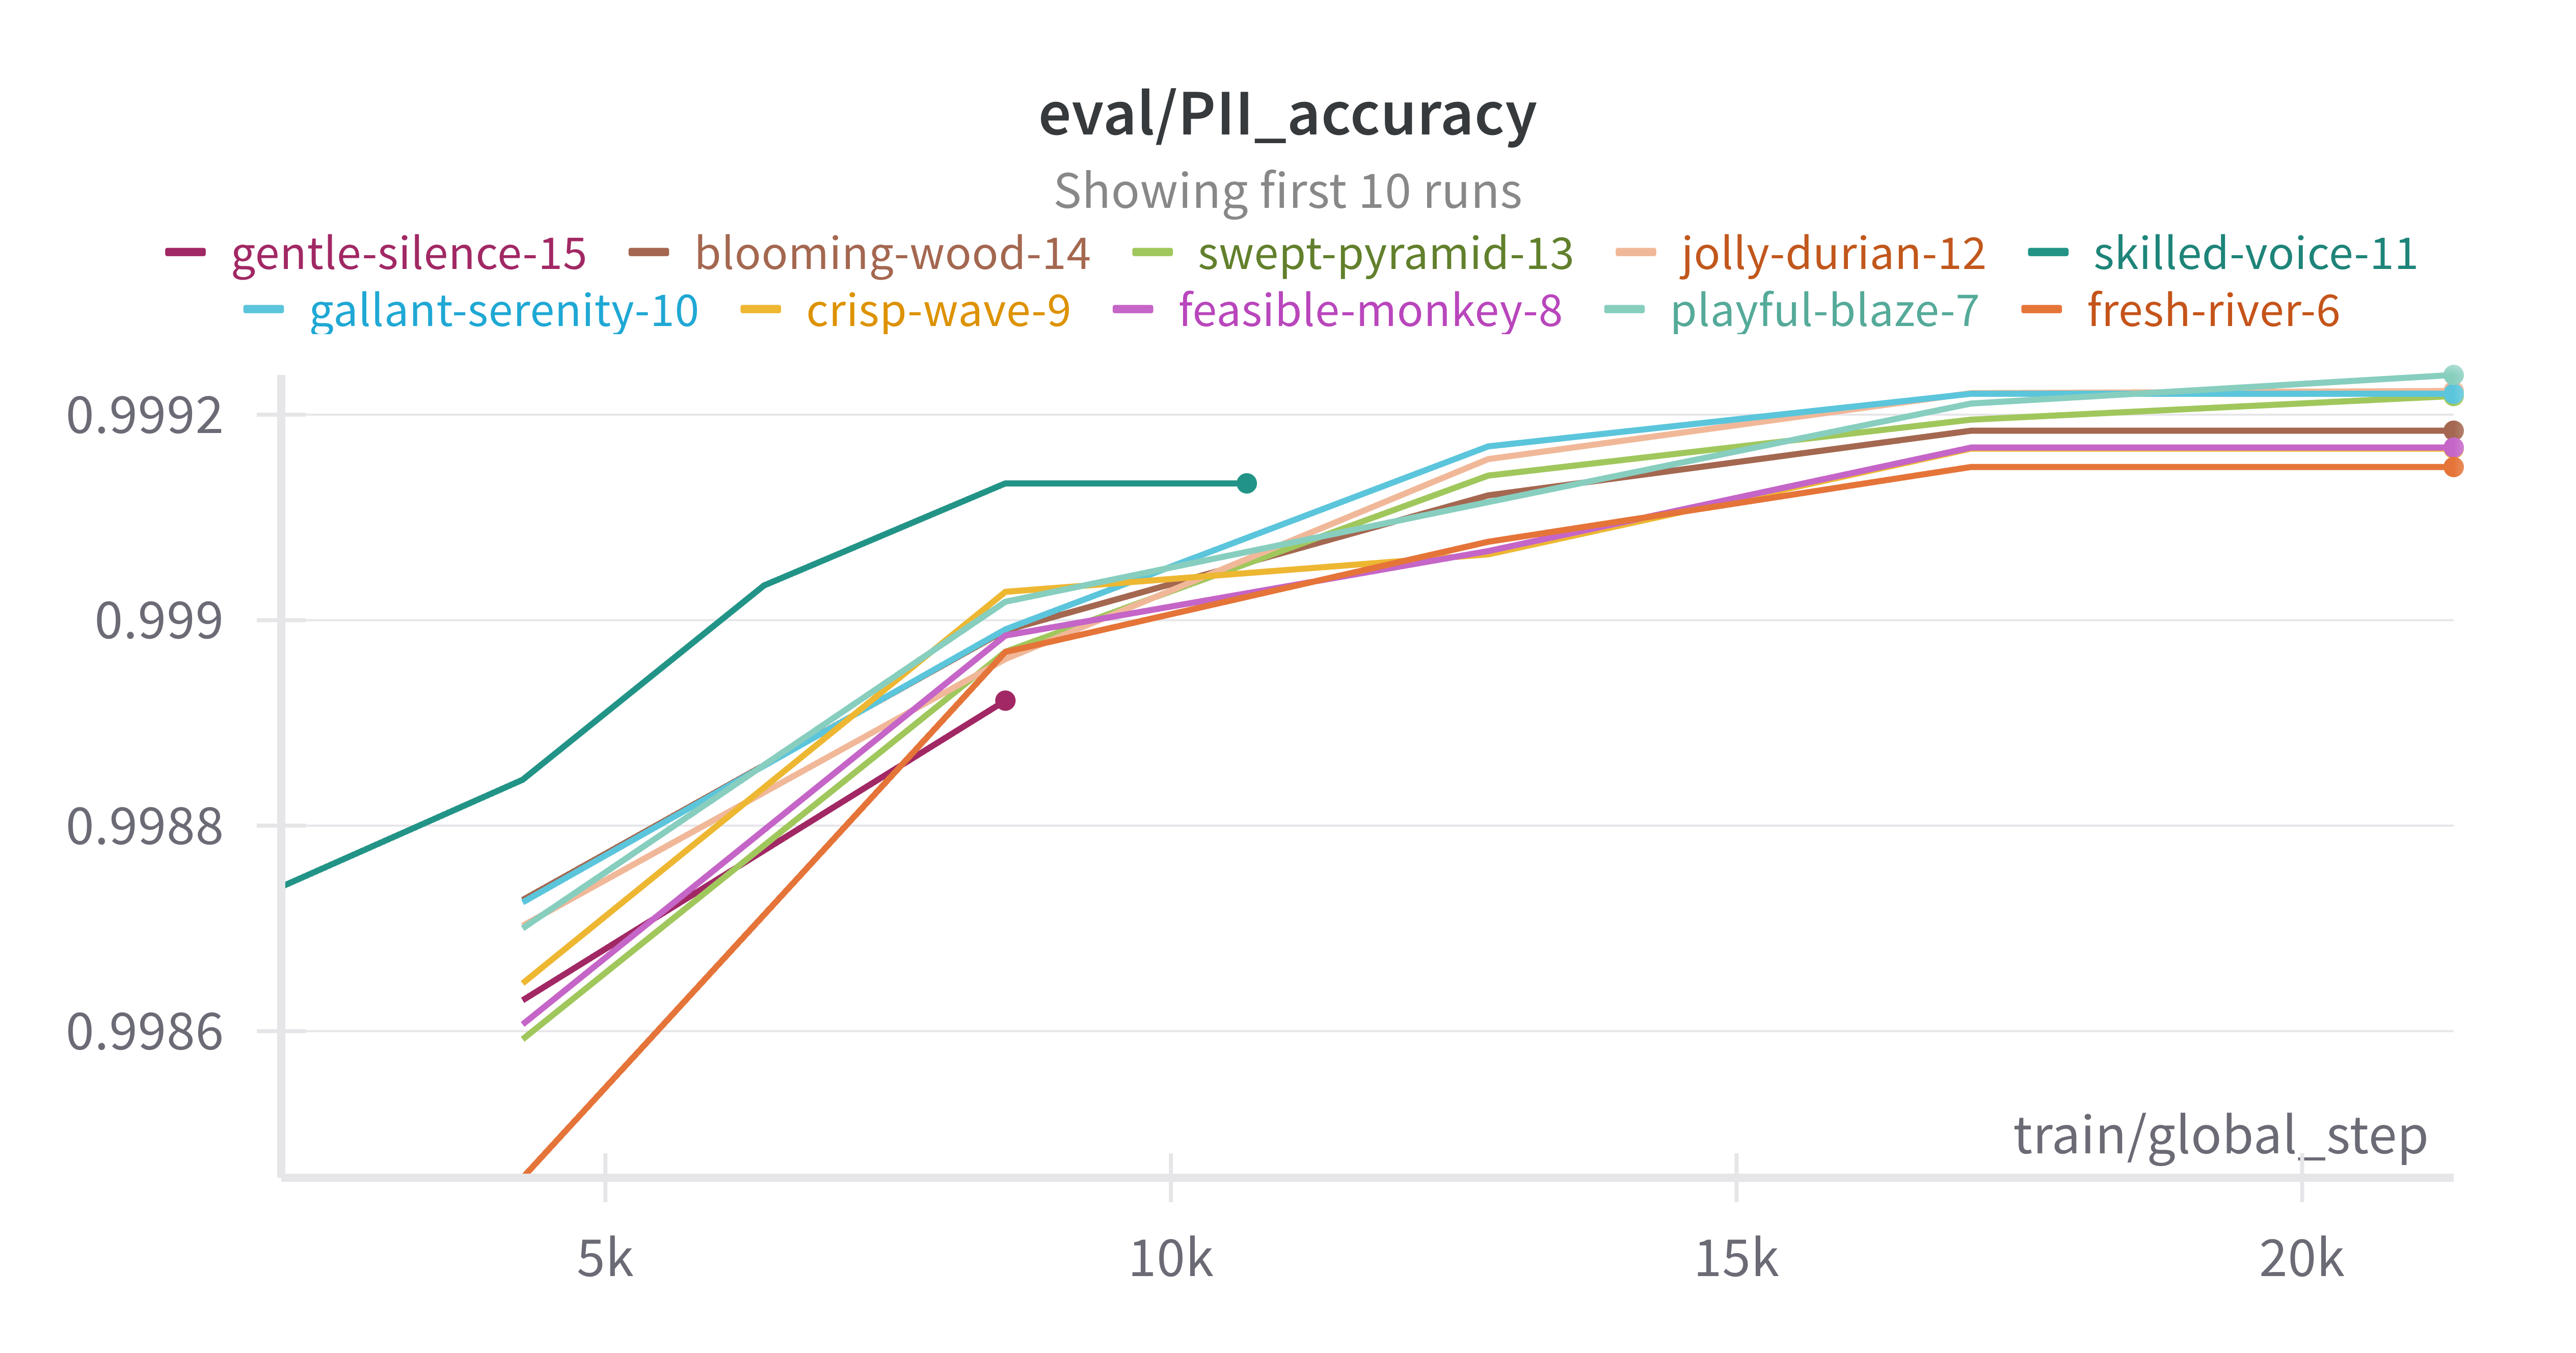 eval/PII_accuracy
Showing first 10 runs
gentle-silence-15 blooming-wood-14 swept-pyramid-13 jolly-durian-12 skilled-voice-11
gallant-serenity-10 crisp-wave-9 feasible-monkey-8 playful-blaze-7 fresh-river-6
0.9992
0.999
0.9988
0.9986
train/global_step
5k 10k 15k 20k